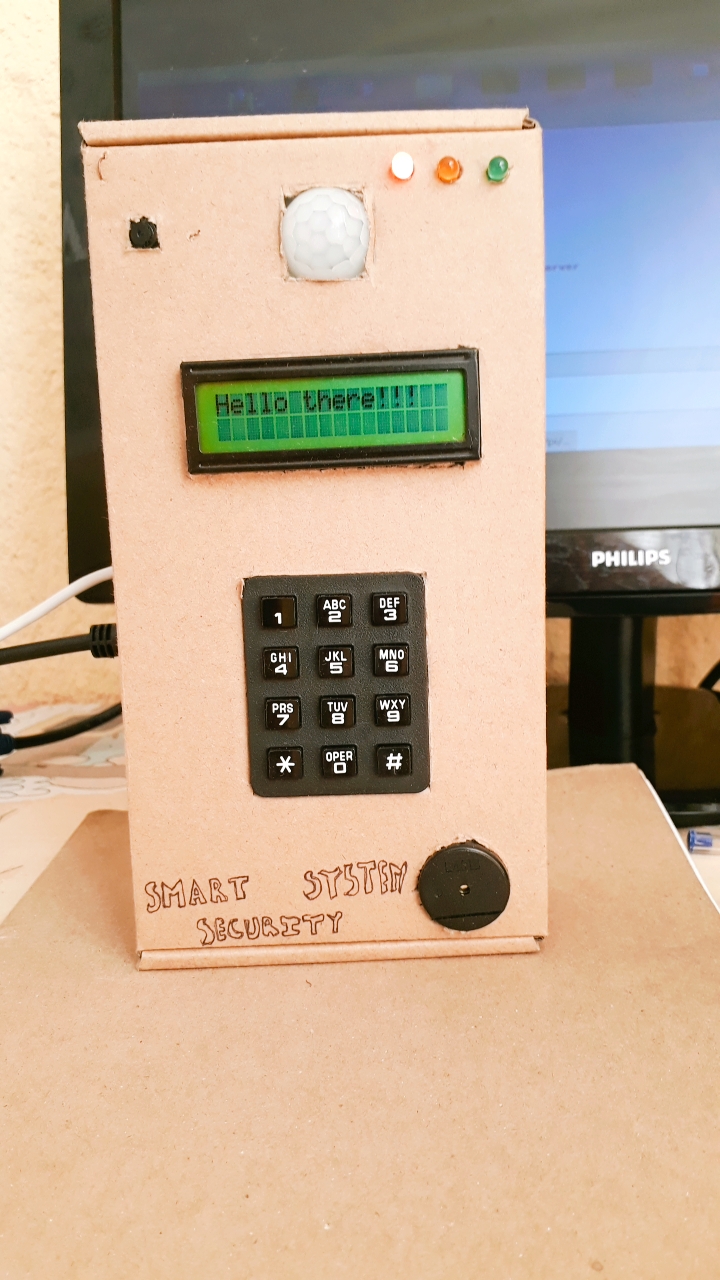 Hello there!!!
PHILIPS
1
ABC
2
DEF
3
GHI
4
JKL
5
MNO
6
PRS
7
TUV
8
WXY
9
*
OPER
0
#
SMART SYSTEM
SECURITY